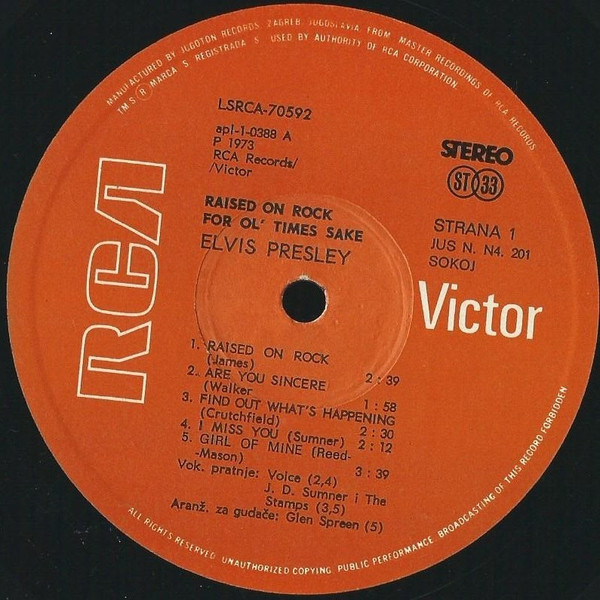 MANUFACTURED BY JUGOTON RECORDS, ZAGREB, JUGOSLAVIA, FROM MASTER RECORDINGS OF RCA RECORDS
TMS ® MARCA S REGISTRADA S USED BY AUTHORITY OF RCA CORPORATION.
LSRCA-70592
apl-1-0388 A
P 1973
RCA Records/
/Victor
STEREO
ST 33
RAISED ON ROCK
FOR OL' TIMES SAKE
ELVIS PRESLEY
STRANA 1
JUS N. N4. 201
SOKOJ
RCA
Victor
1. RAISED ON ROCK
(James) 2:39
2. ARE YOU SINCERE
(Walker 1:58
3. FIND OUT WHAT'S HAPPENING
(Crutchfield) 2:30
4. I MISS YOU (Sumner) 2:12
5. GIRL OF MINE (Reed-
-Mason) 3:39
Vok. pratnje: Voice (2,4)
J. D. Sumner i The
Stamps (3,5)
Aranž. za gudače: Glen Spreen (5)
ALL RIGHTS RESERVED. UNAUTHORIZED COPYING, PUBLIC PERFORMANCE, BROADCASTING OF THIS RECORD FORBIDDEN